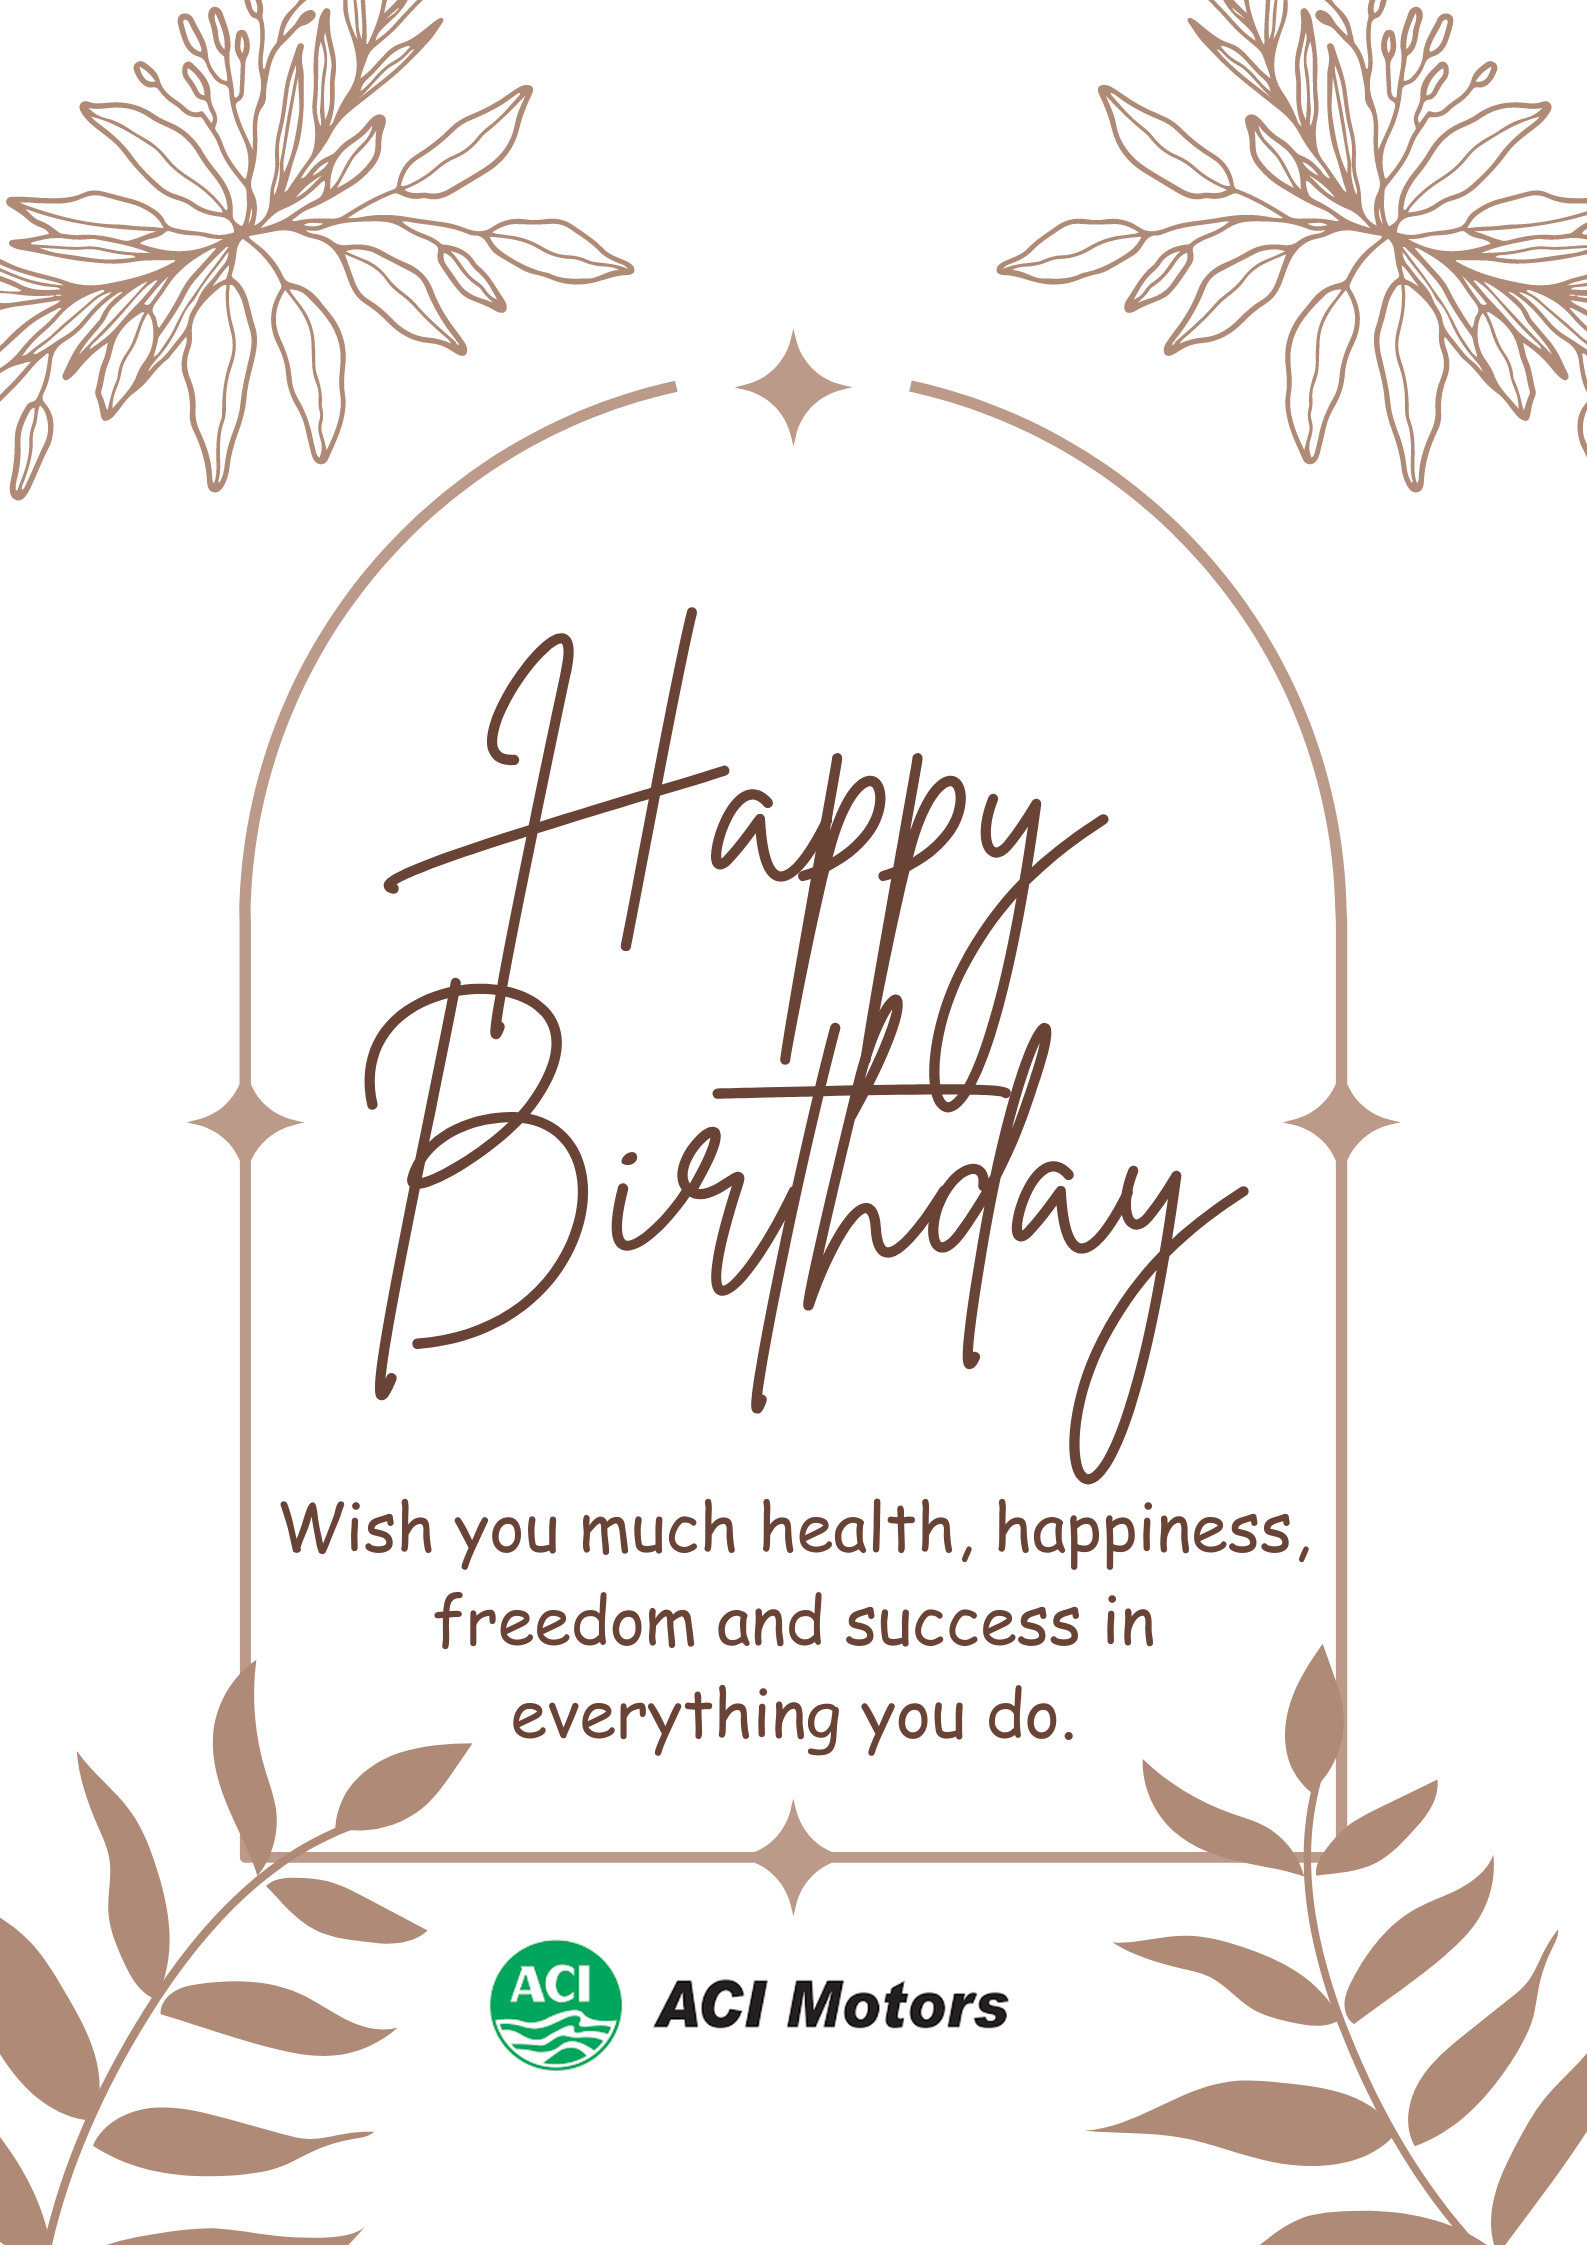 Happy
Birthday
Wish you much health, happiness,
freedom and success in
everything you do.
ACI
ACI Motors